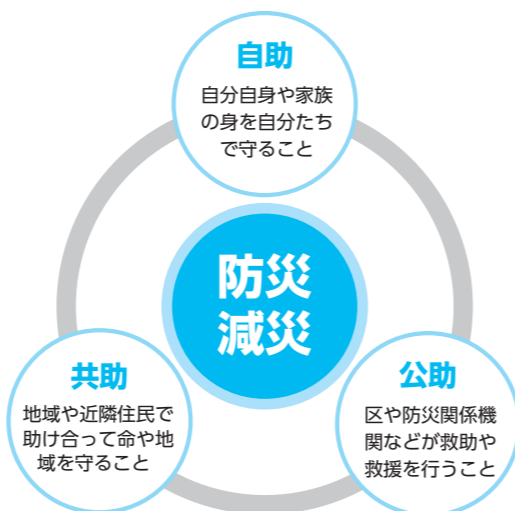 自助
自分自身や家族
の身を自分たち
で守ること
防災
減災
共助
地域や近隣住民で
助け合って命や地
域を守ること
公助
区や防災関係機
関などが救助や
救援を行うこと